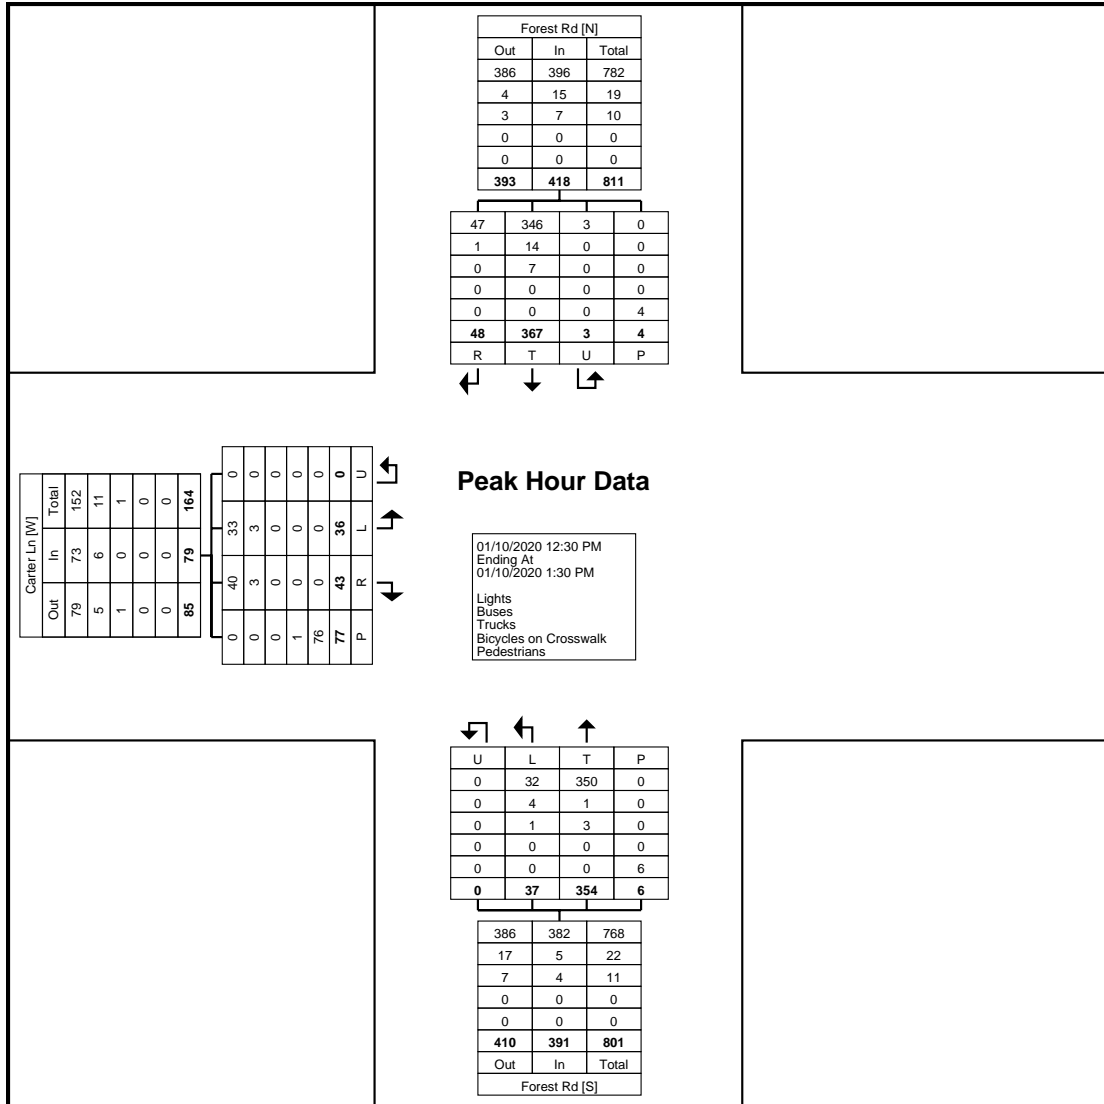 Forest Rd [N]
Out In Total
386 396 782
4 15 19
3 7 10
0 0 0
0 0 0
393 418 811
47 346 3 0
1 14 0 0
0 7 0 0
0 0 0 0
0 0 0 4
48 367 3 4
R T U P
Carter Ln [W]
Out In Total
79 73 152
5 6 11
1 0 1
0 0 0
0 0 0
85 79 164
0 40 33 0
0 3 3 0
0 0 0 0
1 0 0 0
76 0 0 0
77 43 36 0
P R L U
Peak Hour Data
01/10/2020 12:30 PM
Ending At
01/10/2020 1:30 PM
Lights
Buses
Trucks
Bicycles on Crosswalk
Pedestrians
U L T P
0 32 350 0
0 4 1 0
0 1 3 0
0 0 0 0
0 0 0 6
0 37 354 6
386 382 768
17 5 22
7 4 11
0 0 0
0 0 0
410 391 801
Out In Total
Forest Rd [S]